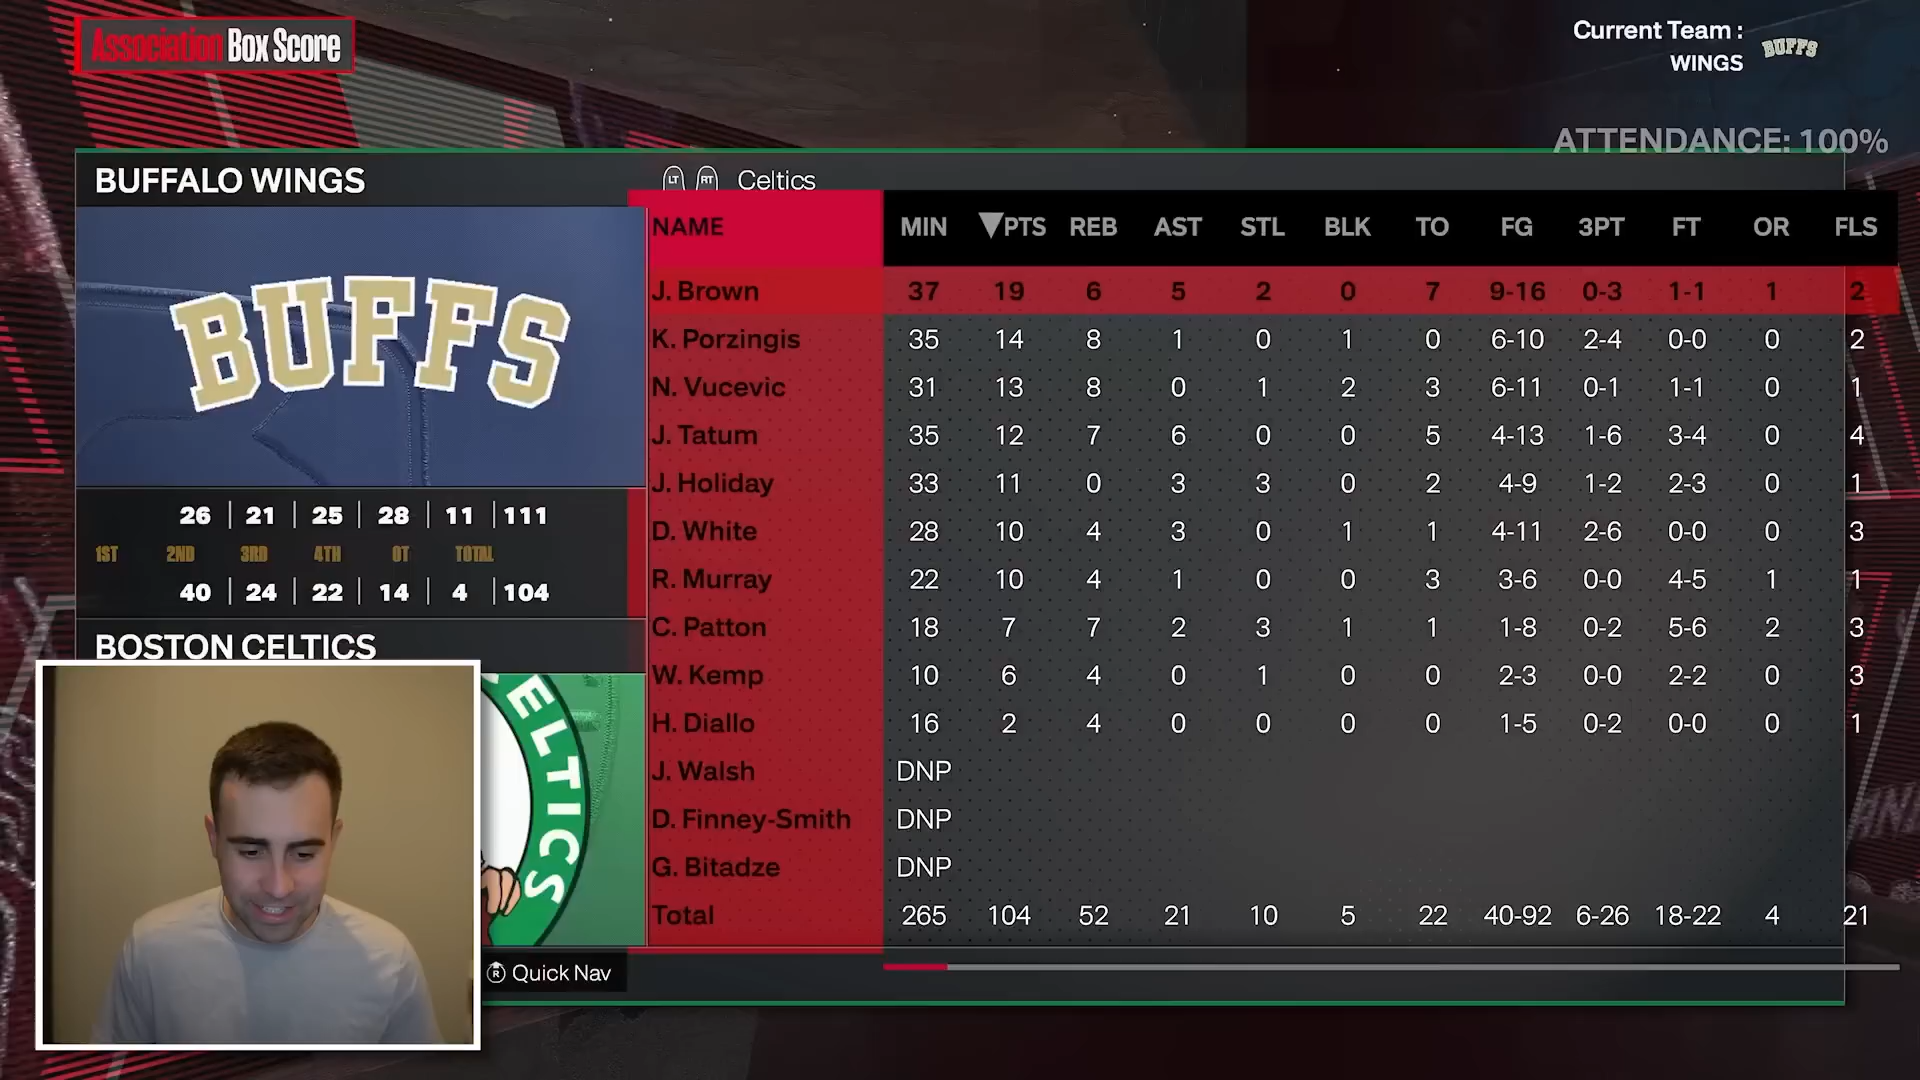 Association Box Score
Current Team :
WINGS
BUFFS
ATTENDANCE: 100%
BUFFALO WINGS
LT RT Celtics
BUFFS
NAME MIN PTS REB AST STL BLK TO FG 3PT FT OR FLS
J. Brown 37 19 6 5 2 0 7 9-16 0-3 1-1 1 2
K. Porzingis 35 14 8 1 0 1 0 6-10 2-4 0-0 0 2
N. Vucevic 31 13 8 0 1 2 3 6-11 0-1 1-1 0 1
J. Tatum 35 12 7 6 0 0 5 4-13 1-6 3-4 0 4
J. Holiday 33 11 0 3 3 0 2 4-9 1-2 2-3 0 1
D. White 28 10 4 3 0 1 1 4-11 2-6 0-0 0 3
R. Murray 22 10 4 1 0 0 3 3-6 0-0 4-5 1 1
C. Patton 18 7 7 2 3 1 1 1-8 0-2 5-6 2 3
W. Kemp 10 6 4 0 1 0 0 2-3 0-0 2-2 0 3
H. Diallo 16 2 4 0 0 0 0 1-5 0-2 0-0 0 1
J. Walsh DNP
D. Finney-Smith DNP
G. Bitadze DNP
Total 265 104 52 21 10 5 22 40-92 6-26 18-22 4 21
26 21 25 28 11 111
1ST 2ND 3RD 4TH OT TOTAL
40 24 22 14 4 104
BOSTON CELTICS
CELTICS
R Quick Nav